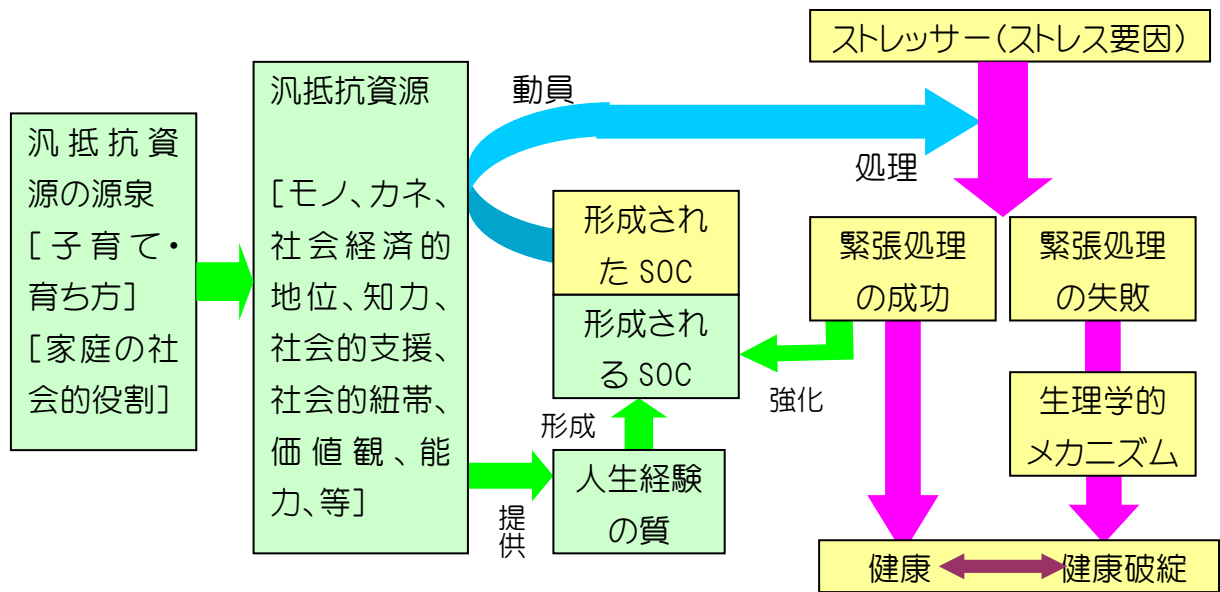 ストレッサー(ストレス要因)
汎抵抗資
源の源泉
[子育て・
育ち方]
[家庭の社
会的役割]
汎抵抗資源
[モノ、カネ、
社会経済的
地位、知力、
社会的支援、
社会的紐帯、
価値観、能
力、等]
動員
処理
形成され
た SOC
形成され
る SOC
形成
提供
人生経験
の質
強化
緊張処理
の成功
緊張処理
の失敗
生理学的
メカニズム
健康
健康破綻